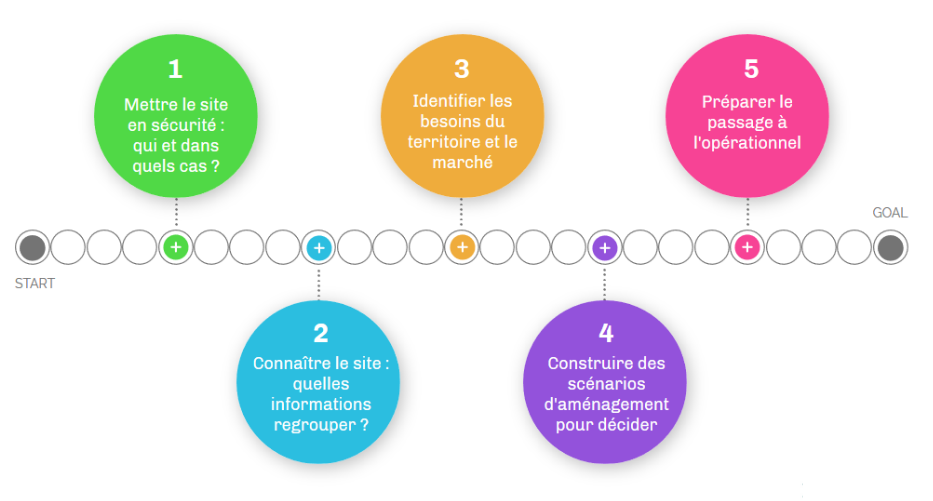 1
Mettre le site
en sécurité :
qui et dans
quels cas ?
3
Identifier les
besoins du
territoire et le
marché
5
Préparer le
passage à
l'opérationnel
GOAL
+
+
+
+
+
START
2
Connaître le site :
quelles
informations
regrouper ?
4
Construire des
scénarios
d'aménagement
pour décider